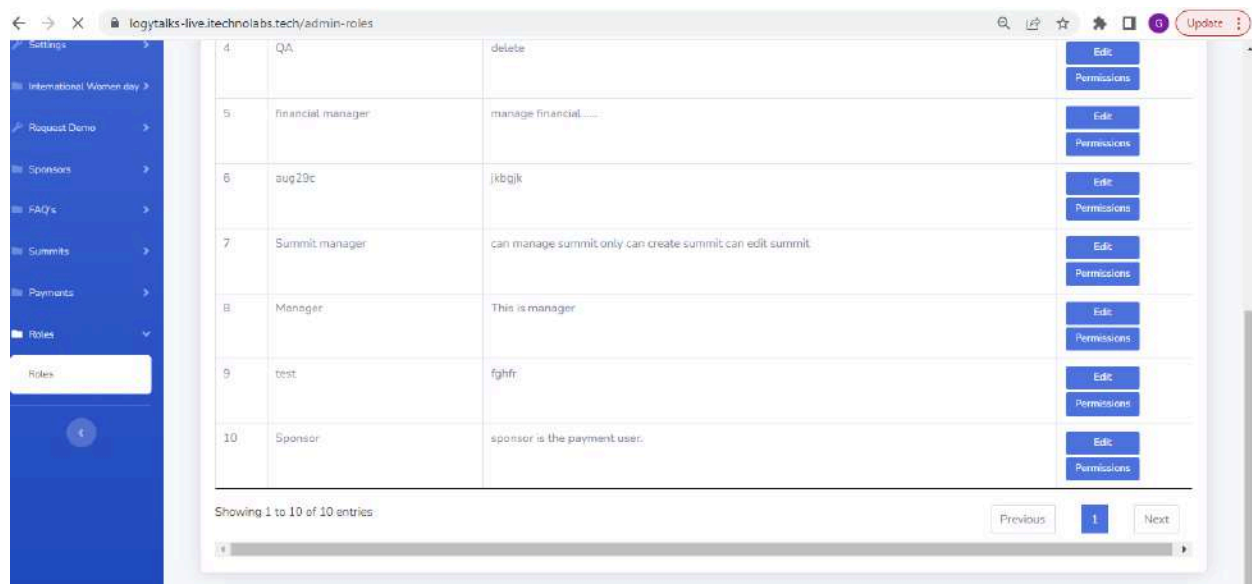 logytalks-live.itechnolabs.tech/admin-roles
G
Update
Settings
International Women day
Request Demo
Sponsors
FAQ's
Summits
Payments
Roles
Roles
4 QA delete Edit
Permissions
5 financial manager manage financial...... Edit
Permissions
6 aug29c jkbgjk Edit
Permissions
7 Summit manager can manage summit only can create summit can edit summit Edit
Permissions
8 Manager This is manager Edit
Permissions
9 test fghfr Edit
Permissions
10 Sponsor sponsor is the payment user. Edit
Permissions
Showing 1 to 10 of 10 entries
Previous 1 Next